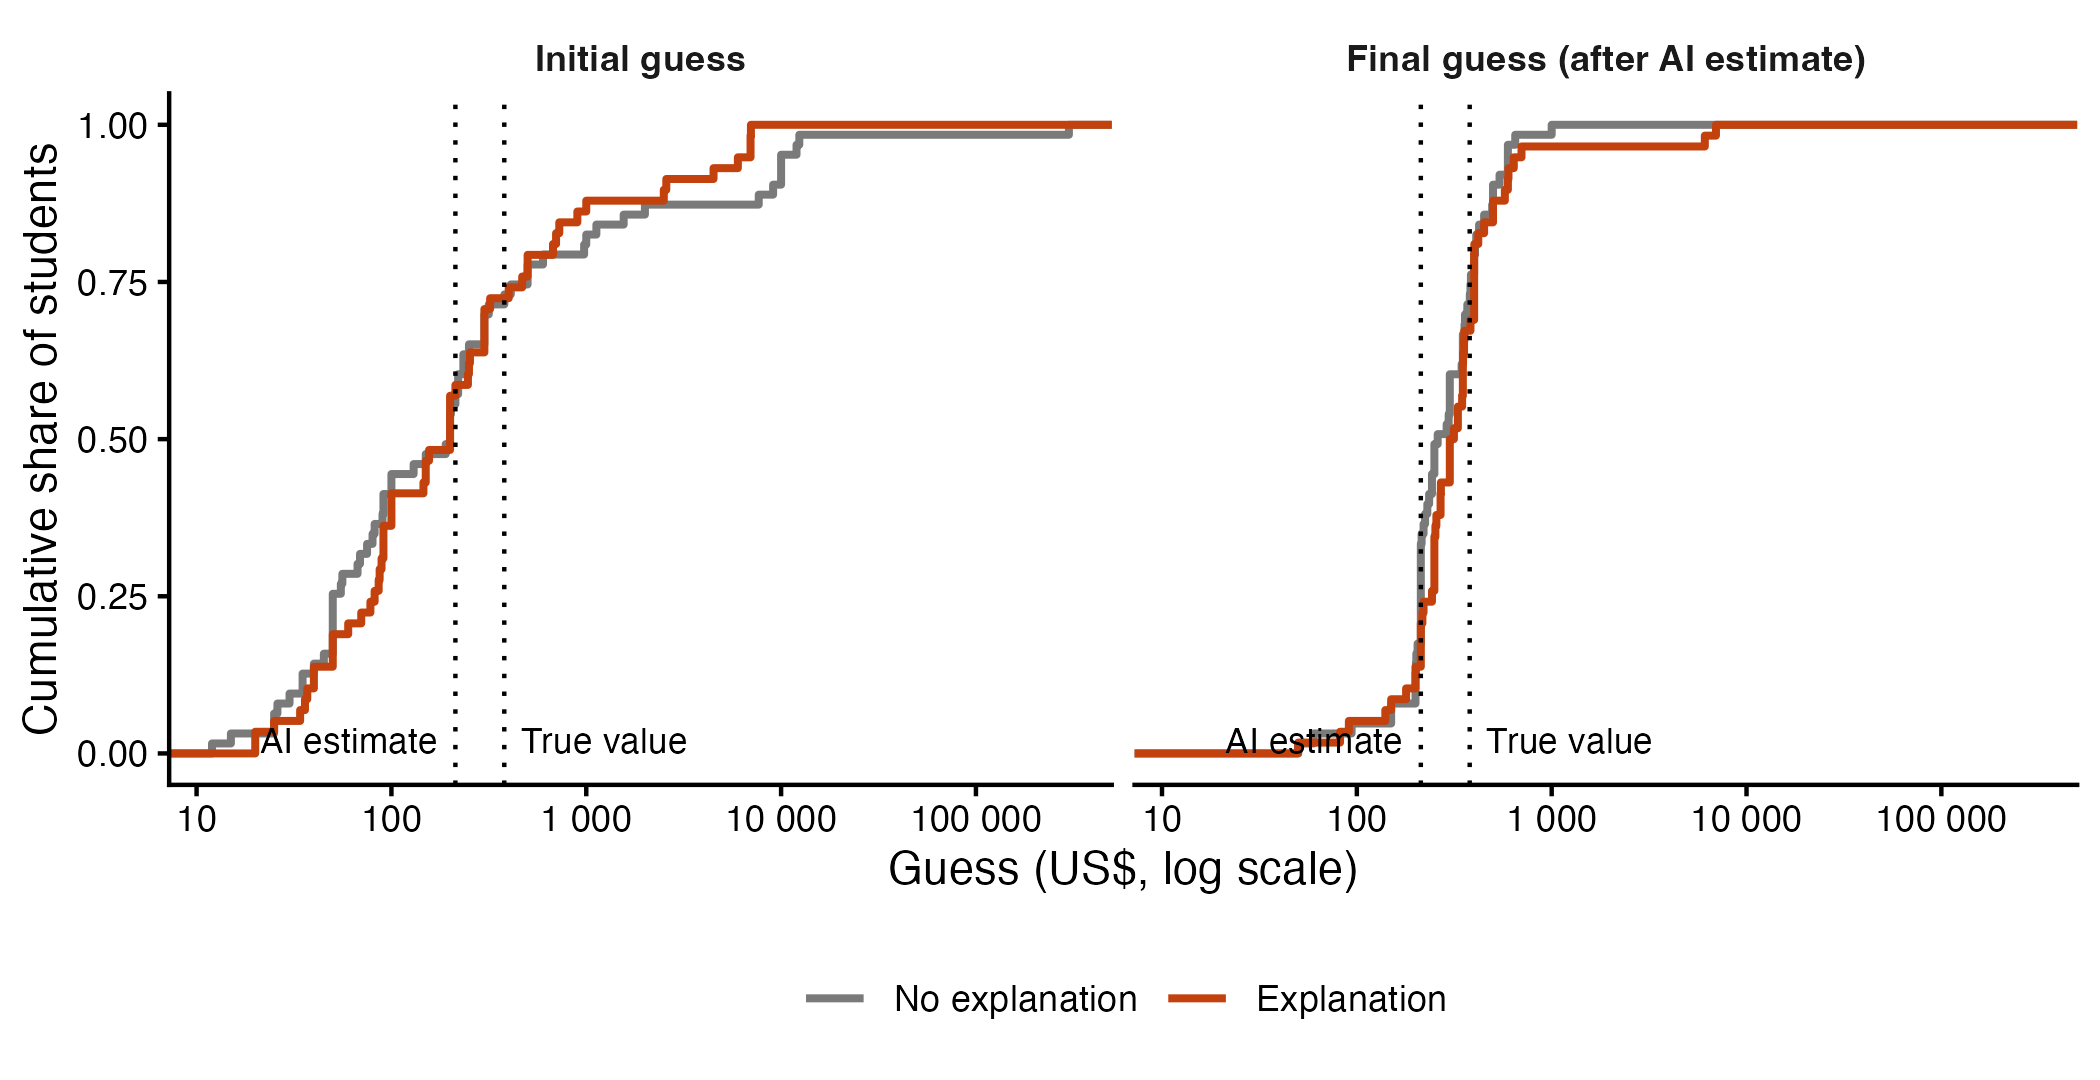 Initial guess
Final guess (after AI estimate)
Cumulative share of students
1.00
0.75
0.50
0.25
0.00
AI estimate
True value
AI estimate
True value
10
100
1 000
10 000
100 000
10
100
1 000
10 000
100 000
Guess (US$, log scale)
No explanation
Explanation